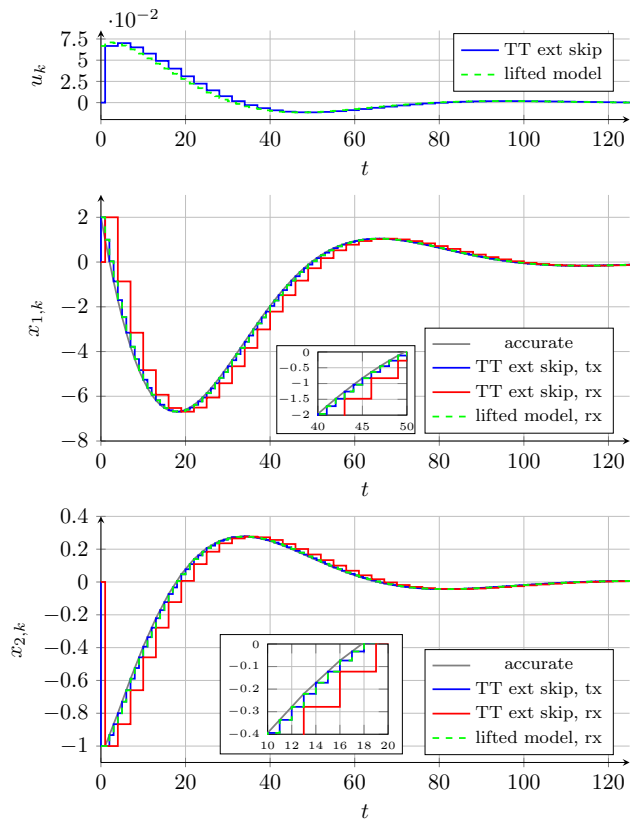 ·10⁻²
7.5
5
2.5
0
u_k
TT ext skip
lifted model
0 20 40 60 80 100 120
t
2
0
−2
−4
−6
−8
x_{1,k}
0
−0.5
−1
−1.5
−2
40 45 50
accurate
TT ext skip, tx
TT ext skip, rx
lifted model, rx
0 20 40 60 80 100 120
t
0.4
0.2
0
−0.2
−0.4
−0.6
−0.8
−1
x_{2,k}
0
−0.1
−0.2
−0.3
−0.4
10 12 14 16 18 20
accurate
TT ext skip, tx
TT ext skip, rx
lifted model, rx
0 20 40 60 80 100 120
t